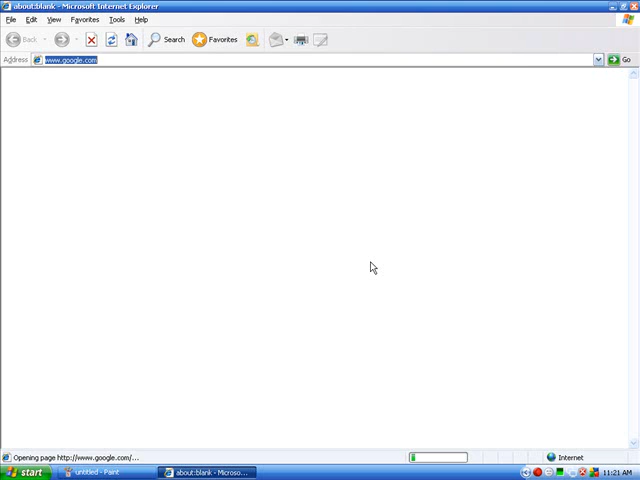 about:blank - Microsoft Internet Explorer
File Edit View Favorites Tools Help
Back Search Favorites
Address www.google.com Go
Opening page http://www.google.com/... Internet
start untitled - Paint about:blank - Microso... 11:21 AM